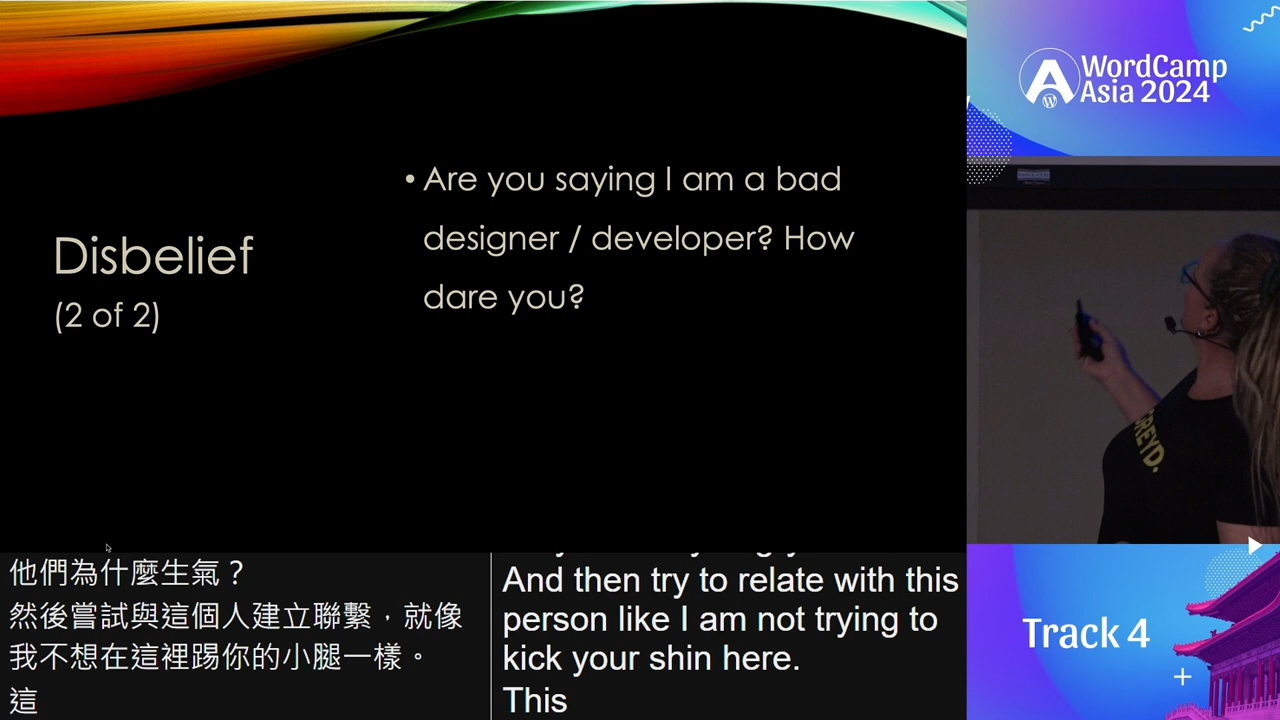 Disbelief
(2 of 2)
• Are you saying I am a bad
designer / developer? How
dare you?
他們為什麼生氣？
然後嘗試與這個人建立聯繫，就像
我不想在這裡踢你的小腿一樣。
這
And then try to relate with this
person like I am not trying to
kick your shin here.
This
WordCamp
Asia 2024
GREYD.
Track 4